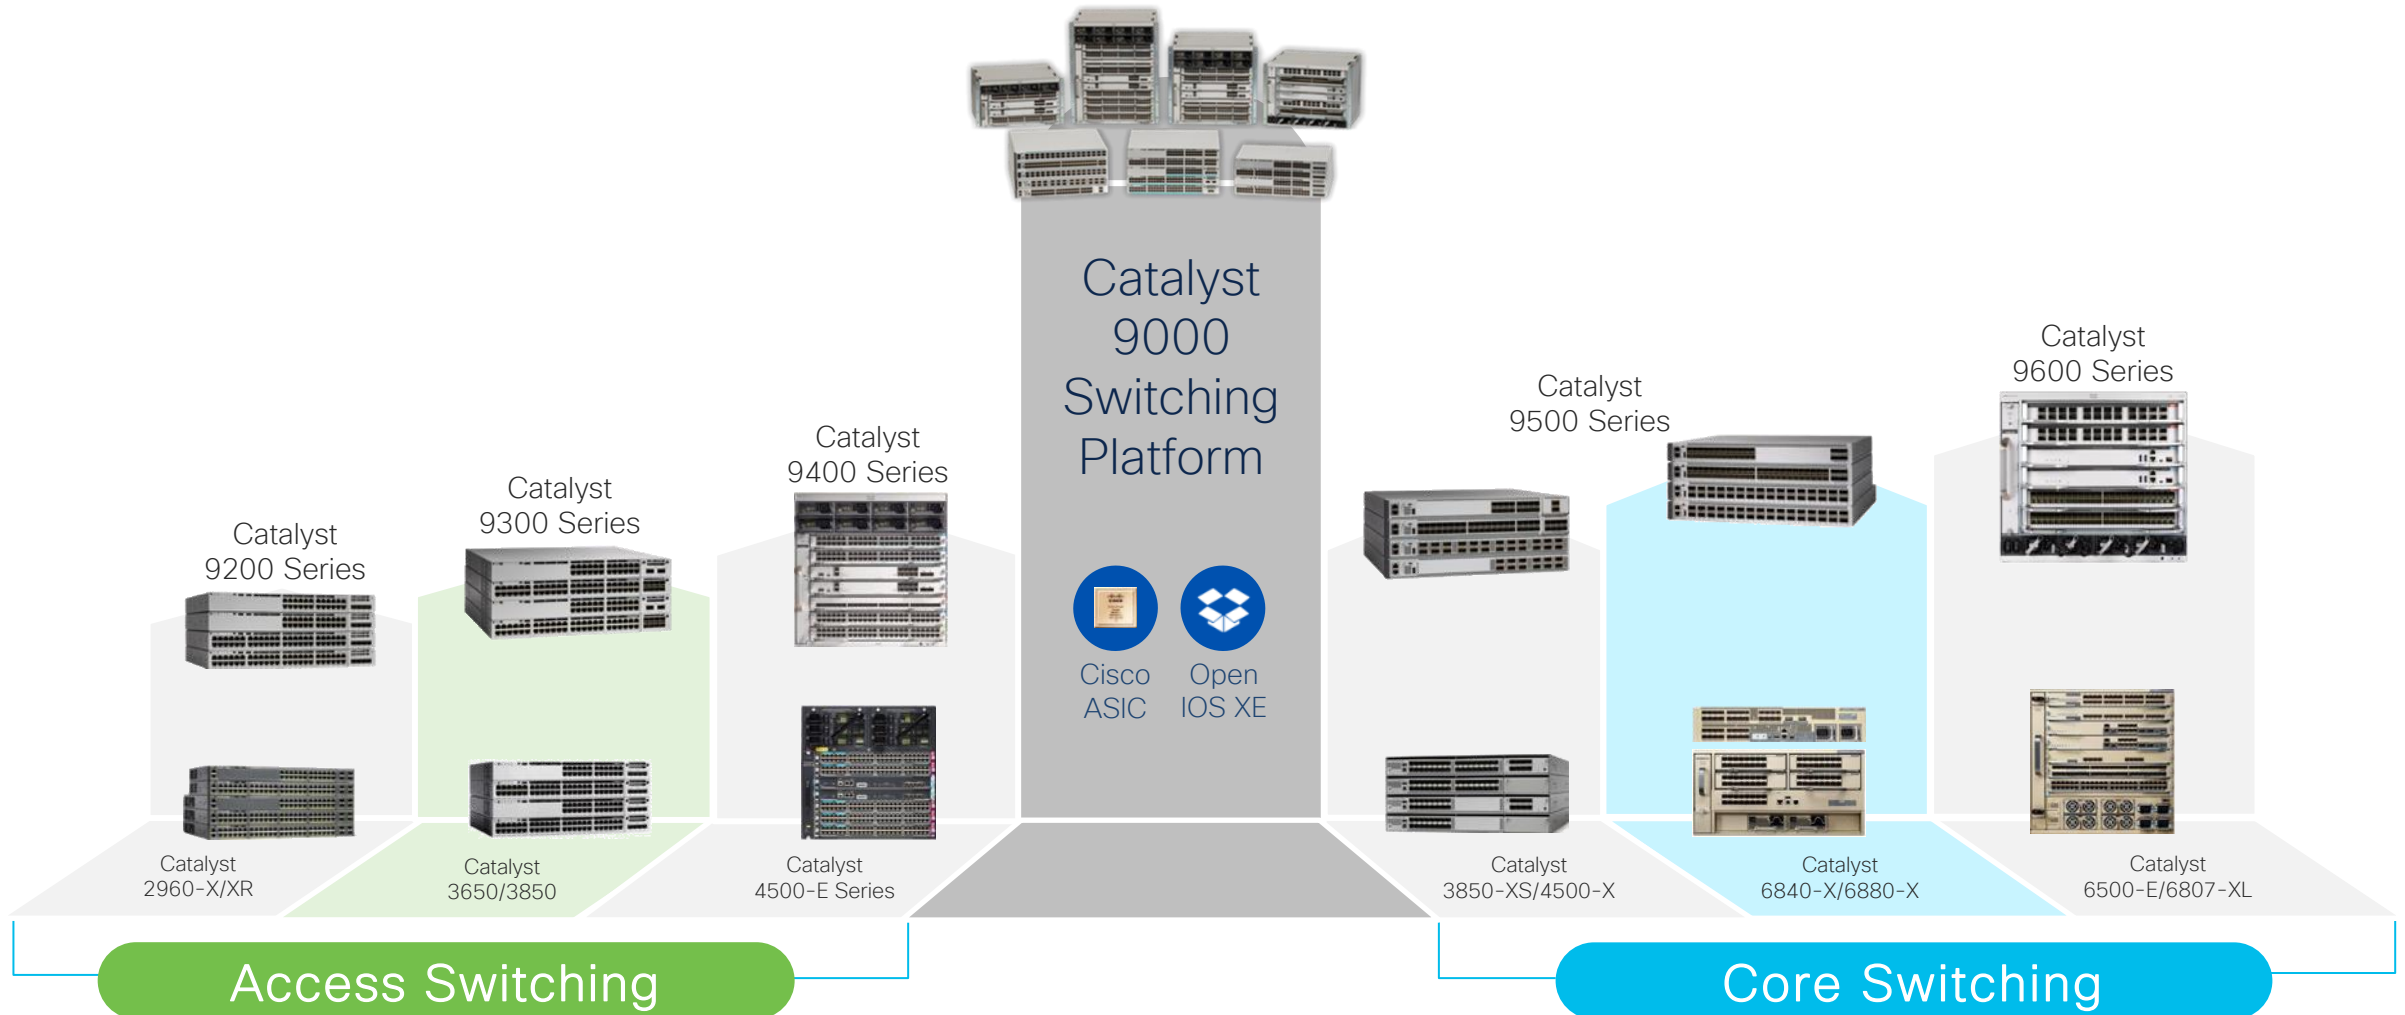 Catalyst
9000
Switching
Platform
Cisco
ASIC
Open
IOS XE
Catalyst
9200 Series
Catalyst
9300 Series
Catalyst
9400 Series
Catalyst
9500 Series
Catalyst
9600 Series
Catalyst
2960-X/XR
Catalyst
3650/3850
Catalyst
4500-E Series
Catalyst
3850-XS/4500-X
Catalyst
6840-X/6880-X
Catalyst
6500-E/6807-XL
Access Switching
Core Switching